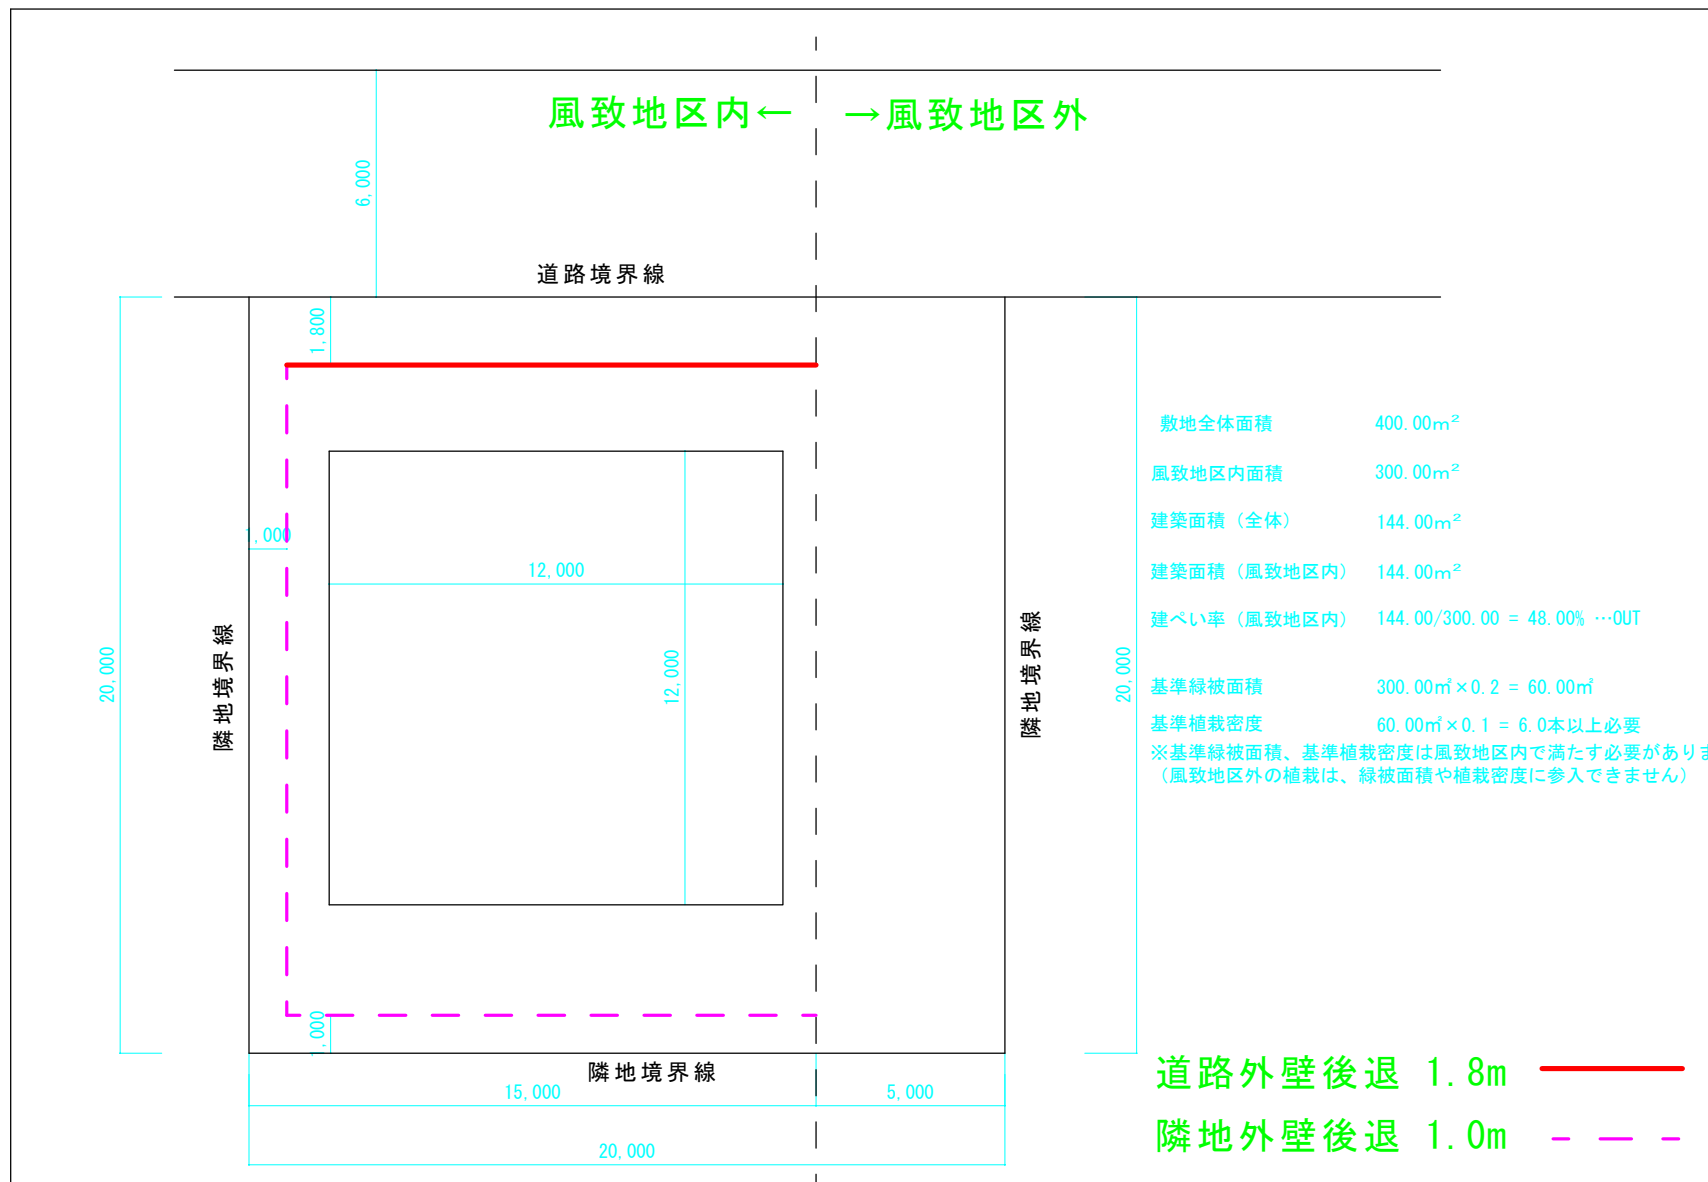 風致地区内← →風致地区外
6,000
道路境界線
1,800
敷地全体面積 400.00m²
風致地区内面積 300.00m²
建築面積（全体） 144.00m²
1,000
12,000
建築面積（風致地区内） 144.00m²
建ぺい率（風致地区内） 144.00/300.00 = 48.00% …OUT
隣地境界線
隣地境界線
20,000
12,000
20,000
基準緑被面積 300.00㎡×0.2 = 60.00㎡
基準植栽密度 60.00㎡×0.1 = 6.0本以上必要
※基準緑被面積、基準植栽密度は風致地区内で満たす必要がありま
（風致地区外の植栽は、緑被面積や植栽密度に参入できません）
1,000
隣地境界線
道路外壁後退 1.8m
15,000
5,000
隣地外壁後退 1.0m
20,000